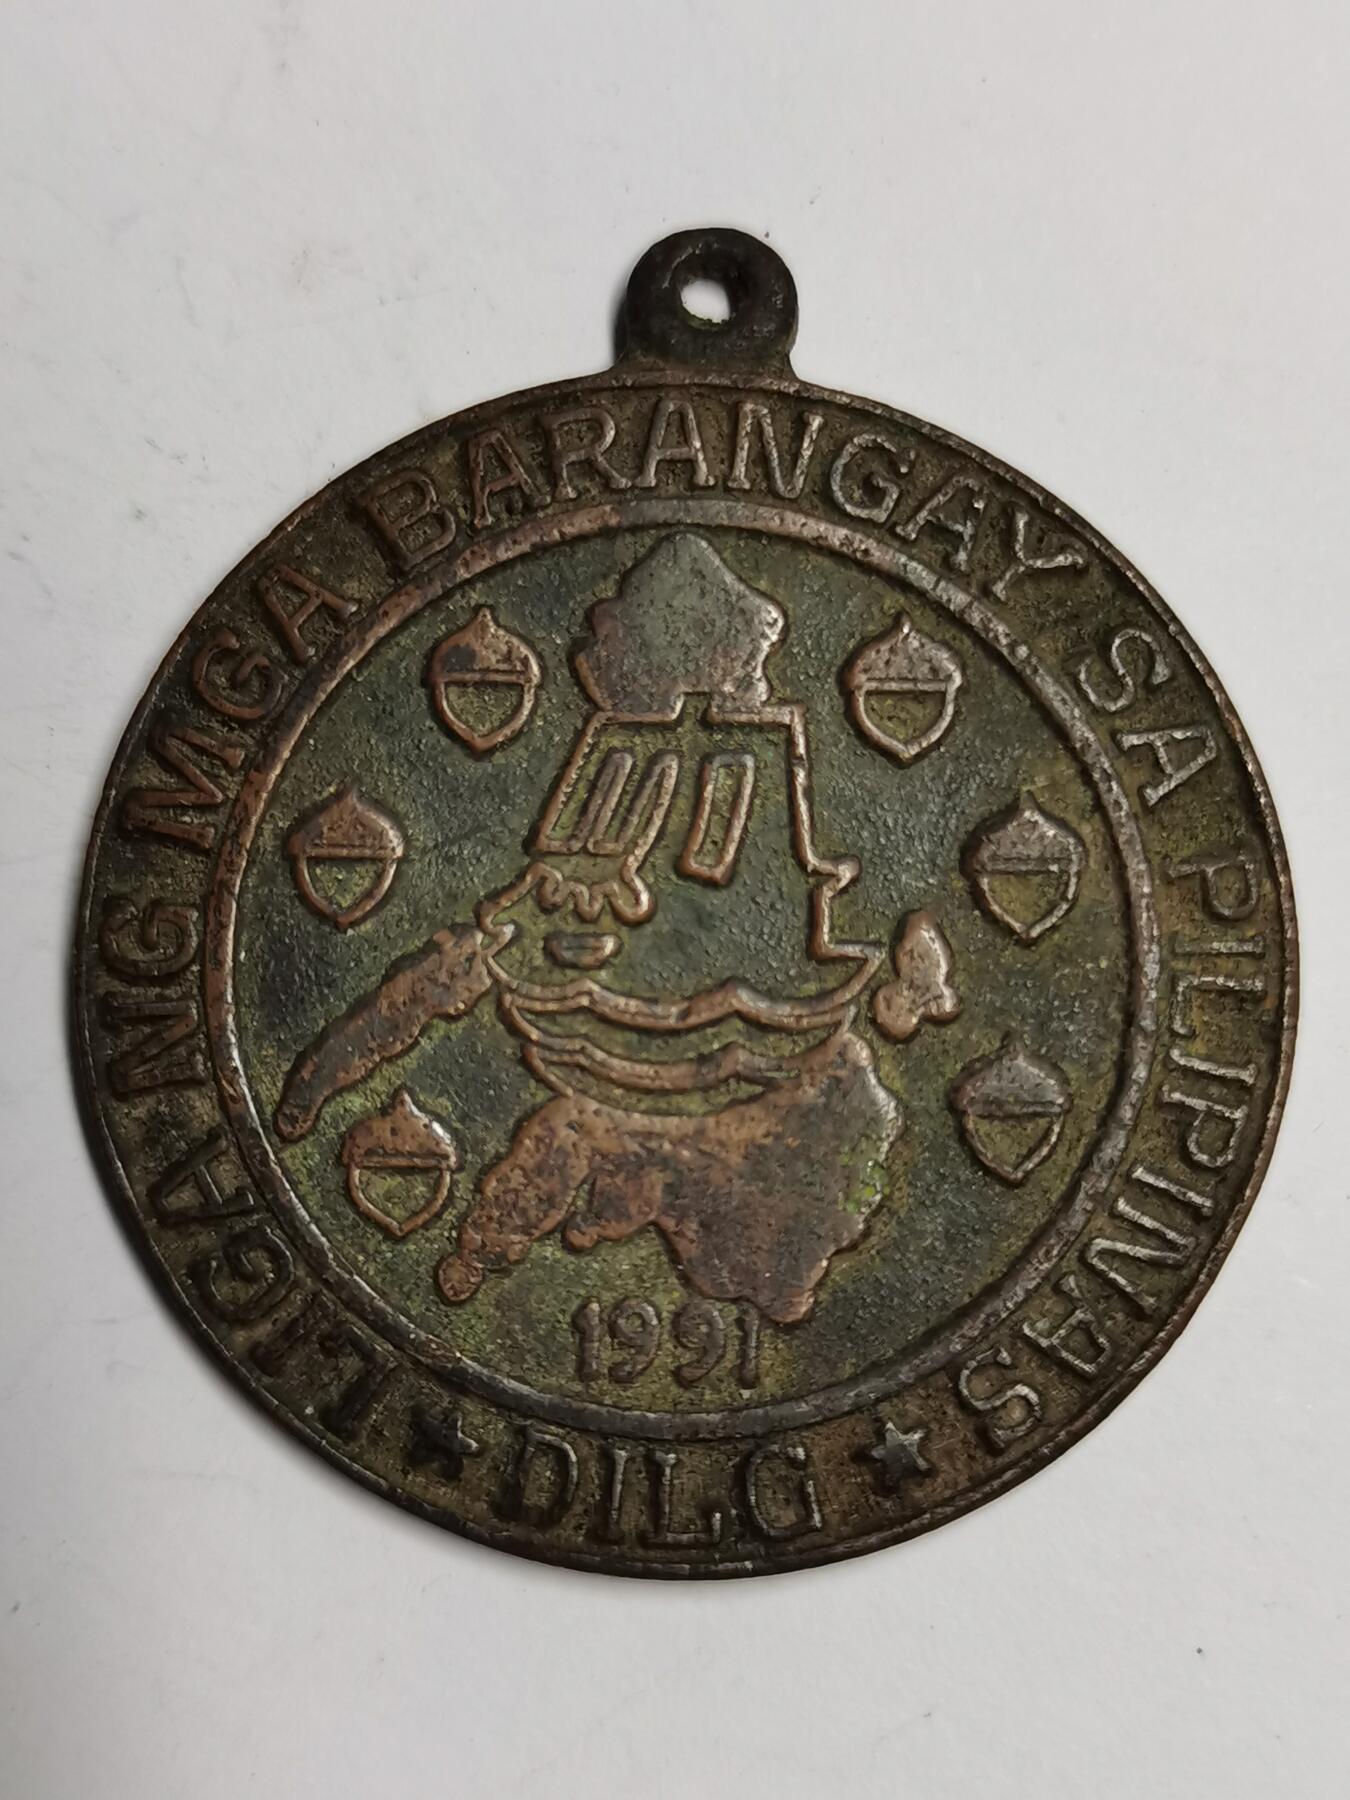 LIGA NG MGA BARANGAY SA PILIPINAS
1991
★ DILG ★